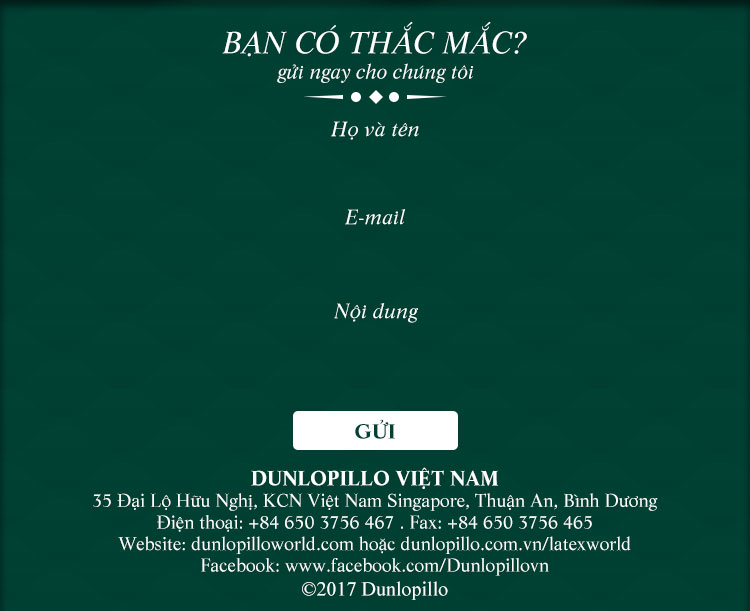 BẠN CÓ THẮC MẮC?
gửi ngay cho chúng tôi
Họ và tên
E-mail
Nội dung
GỬI
DUNLOPILLO VIỆT NAM
35 Đại Lộ Hữu Nghị, KCN Việt Nam Singapore, Thuận An, Bình Dương
Điện thoại: +84 650 3756 467 . Fax: +84 650 3756 465
Website: dunlopilloworld.com hoặc dunlopillo.com.vn/latexworld
Facebook: www.facebook.com/Dunlopillovn
©2017 Dunlopillo